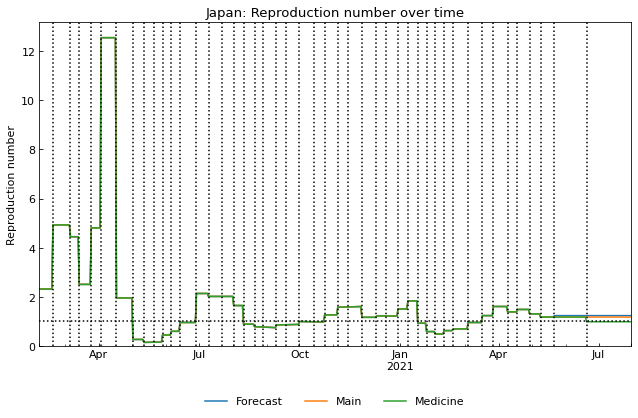 Japan: Reproduction number over time
Reproduction number
12
10
8
6
4
2
0
Apr Jul Oct Jan Apr Jul
2021
Forecast Main Medicine